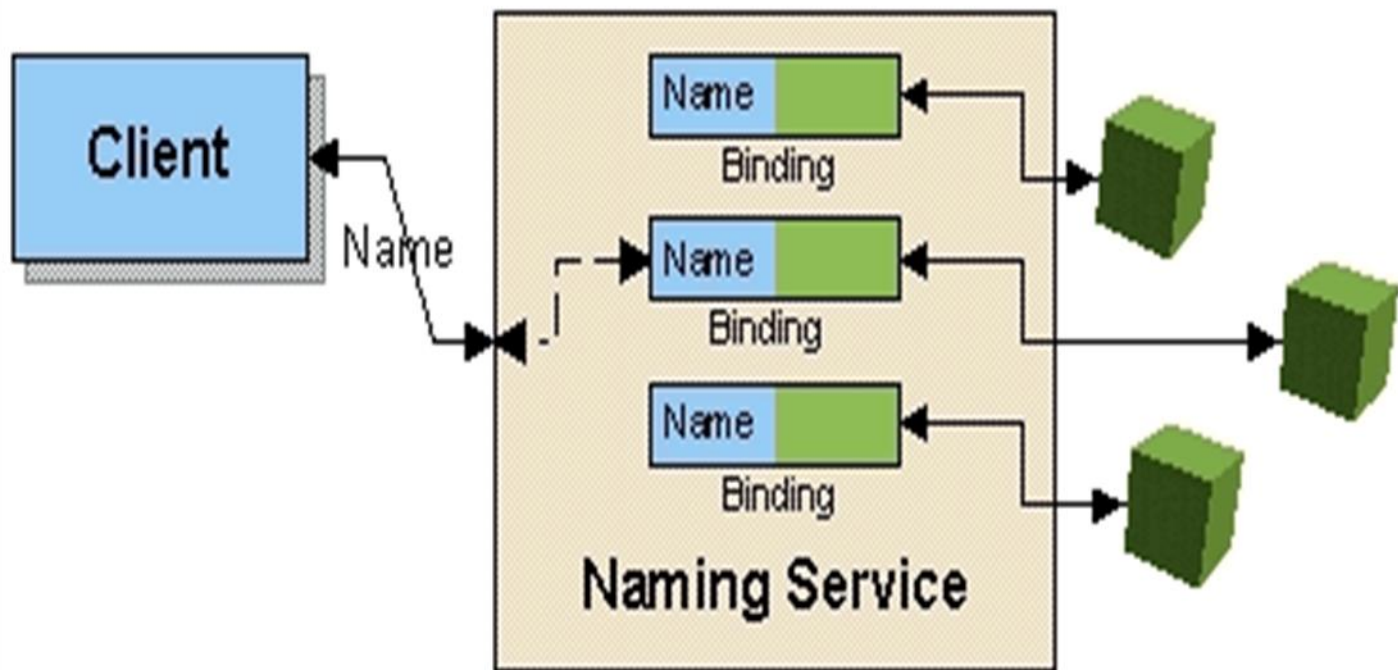 Client
Name
Name
Binding
Name
Binding
Name
Binding
Naming Service